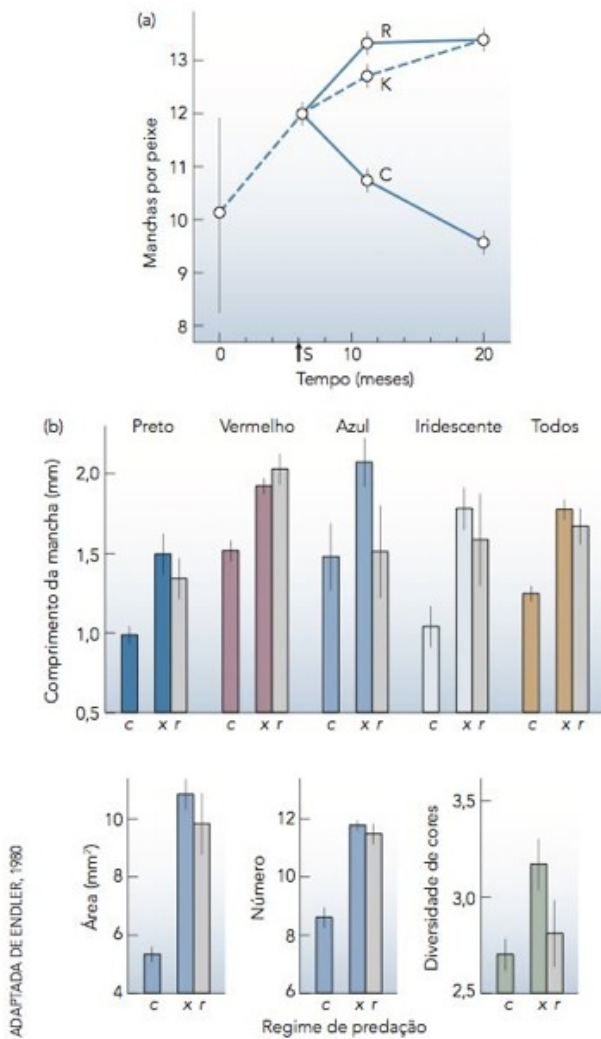 (a)
Manchas por peixe
13
12
11
10
9
8
R
K
C
0
S
10
20
Tempo (meses)
(b)
Preto Vermelho Azul Iridescente Todos
Comprimento da mancha (mm)
2,0
1,5
1,0
0,5
c x r c x r c x r c x r c x r
Área (mm²)
10
8
6
4
c x r
Número
12
10
8
6
c x r
Diversidade de cores
3,5
3,0
2,5
c x r
Regime de predação
ADAPTADA DE ENDLER, 1980